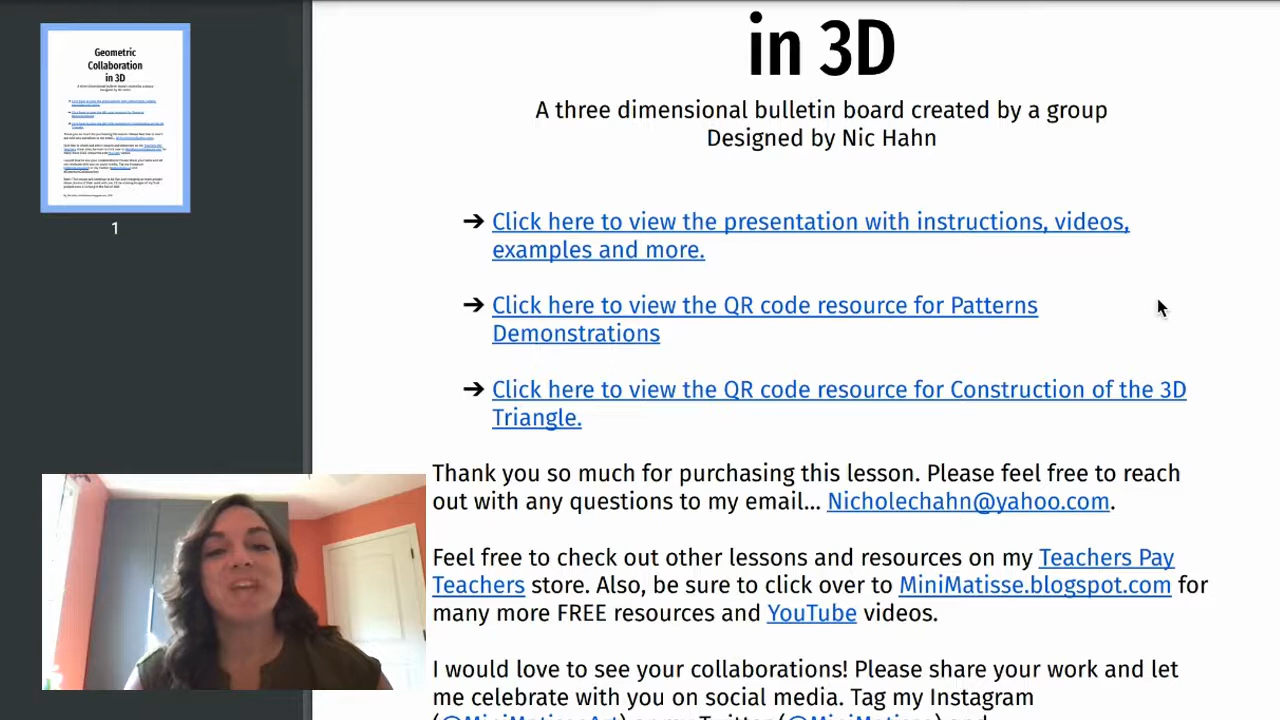 Geometric
Collaboration
in 3D
1
in 3D
A three dimensional bulletin board created by a group
Designed by Nic Hahn
➔ Click here to view the presentation with instructions, videos,
examples and more.
➔ Click here to view the QR code resource for Patterns
Demonstrations
➔ Click here to view the QR code resource for Construction of the 3D
Triangle.
Thank you so much for purchasing this lesson. Please feel free to reach
out with any questions to my email... Nicholechahn@yahoo.com.
Feel free to check out other lessons and resources on my Teachers Pay
Teachers store. Also, be sure to click over to MiniMatisse.blogspot.com for
many more FREE resources and YouTube videos.
I would love to see your collaborations! Please share your work and let
me celebrate with you on social media. Tag my Instagram